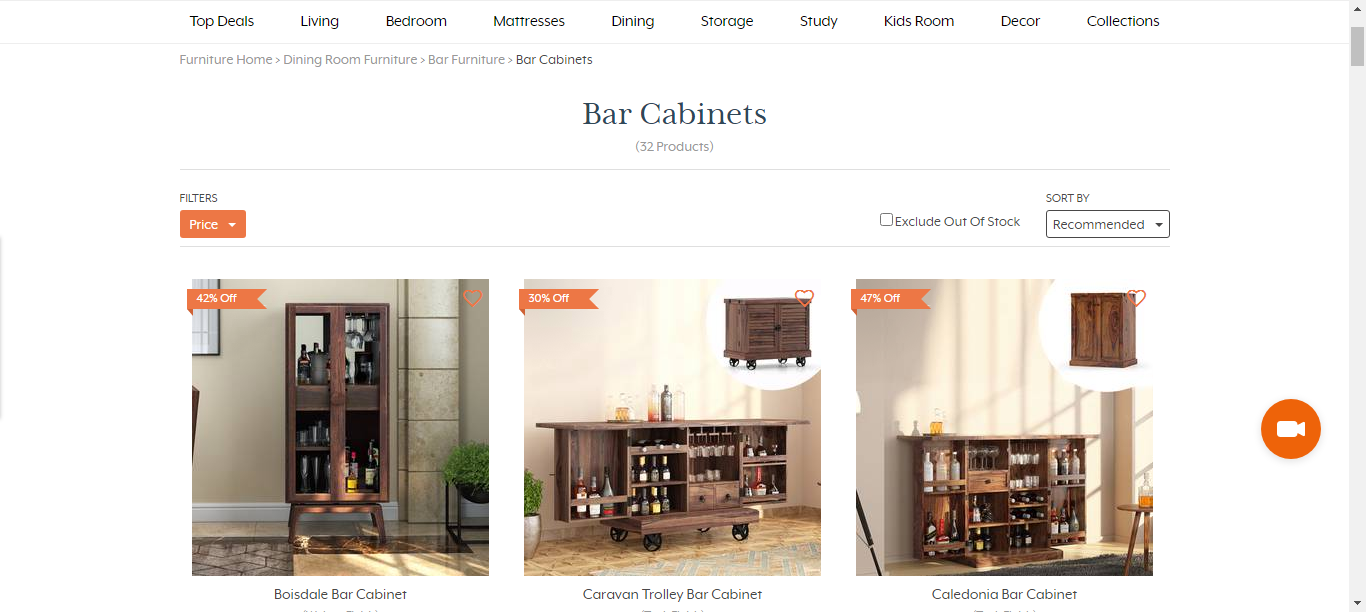 Top Deals Living Bedroom Mattresses Dining Storage Study Kids Room Decor Collections
Furniture Home > Dining Room Furniture > Bar Furniture > Bar Cabinets
Bar Cabinets
(32 Products)
FILTERS
Price
Exclude Out Of Stock
SORT BY
Recommended
42% Off
30% Off
47% Off
Boisdale Bar Cabinet
Caravan Trolley Bar Cabinet
Caledonia Bar Cabinet